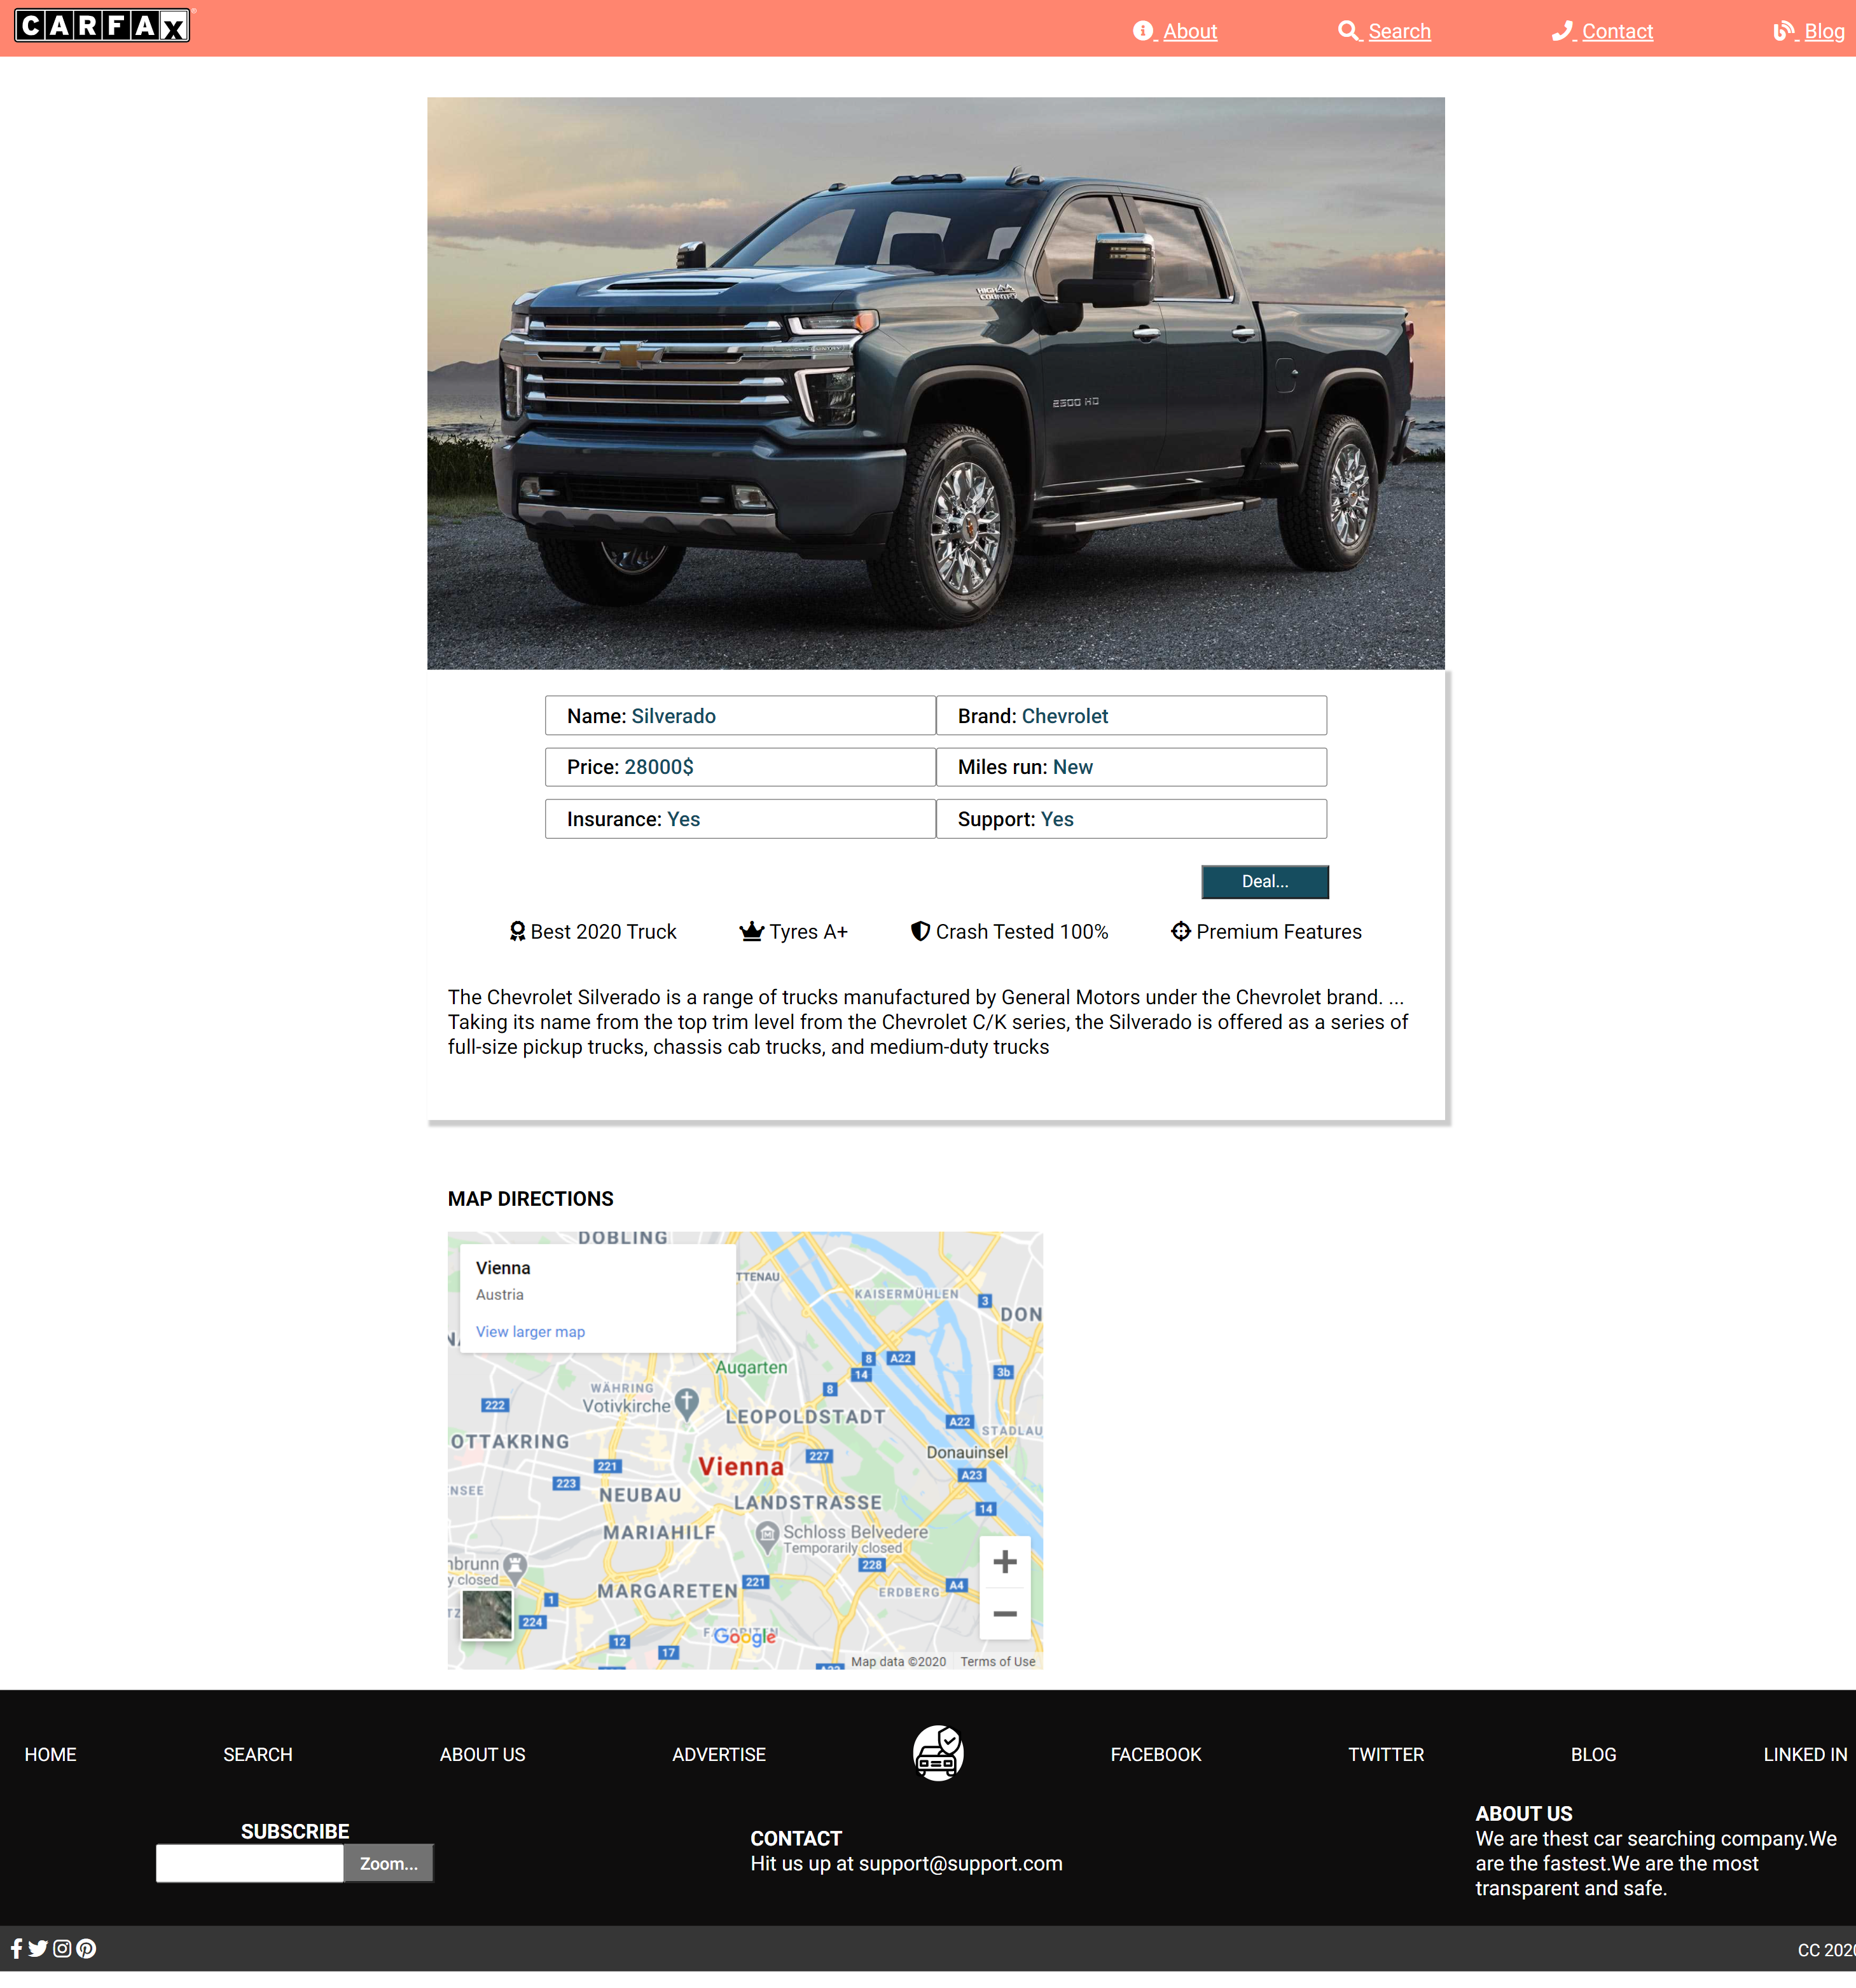 CARFAX
About
Search
Contact
Blog
HIGH COUNTRY
2500 HD
Name: Silverado
Brand: Chevrolet
Price: 28000$
Miles run: New
Insurance: Yes
Support: Yes
Deal...
Best 2020 Truck
Tyres A+
Crash Tested 100%
Premium Features
The Chevrolet Silverado is a range of trucks manufactured by General Motors under the Chevrolet brand. ...
Taking its name from the top trim level from the Chevrolet C/K series, the Silverado is offered as a series of
full-size pickup trucks, chassis cab trucks, and medium-duty trucks
MAP DIRECTIONS
DÖBLING
Vienna
Austria
View larger map
TTENAU
KAISERMÜHLEN
3
DON
Augarten
8
A22
14
3b
8
WÄHRING
Votivkirche
222
LEOPOLDSTADT
A22
STADLAU
OTTAKRING
Donauinsel
221
Vienna
227
A23
223
NSEE
NEUBAU
LANDSTRASSE
14
MARIAHILF
Schloss Belvedere
Temporarily closed
nbrunn
y closed
228
MARGARETEN
221
ERDBERG
A4
1
224
12
Google
17
Map data ©2020
Terms of Use
HOME
SEARCH
ABOUT US
ADVERTISE
FACEBOOK
TWITTER
BLOG
LINKED IN
SUBSCRIBE
Zoom...
CONTACT
Hit us up at support@support.com
ABOUT US
We are thest car searching company.We
are the fastest.We are the most
transparent and safe.
CC 2020